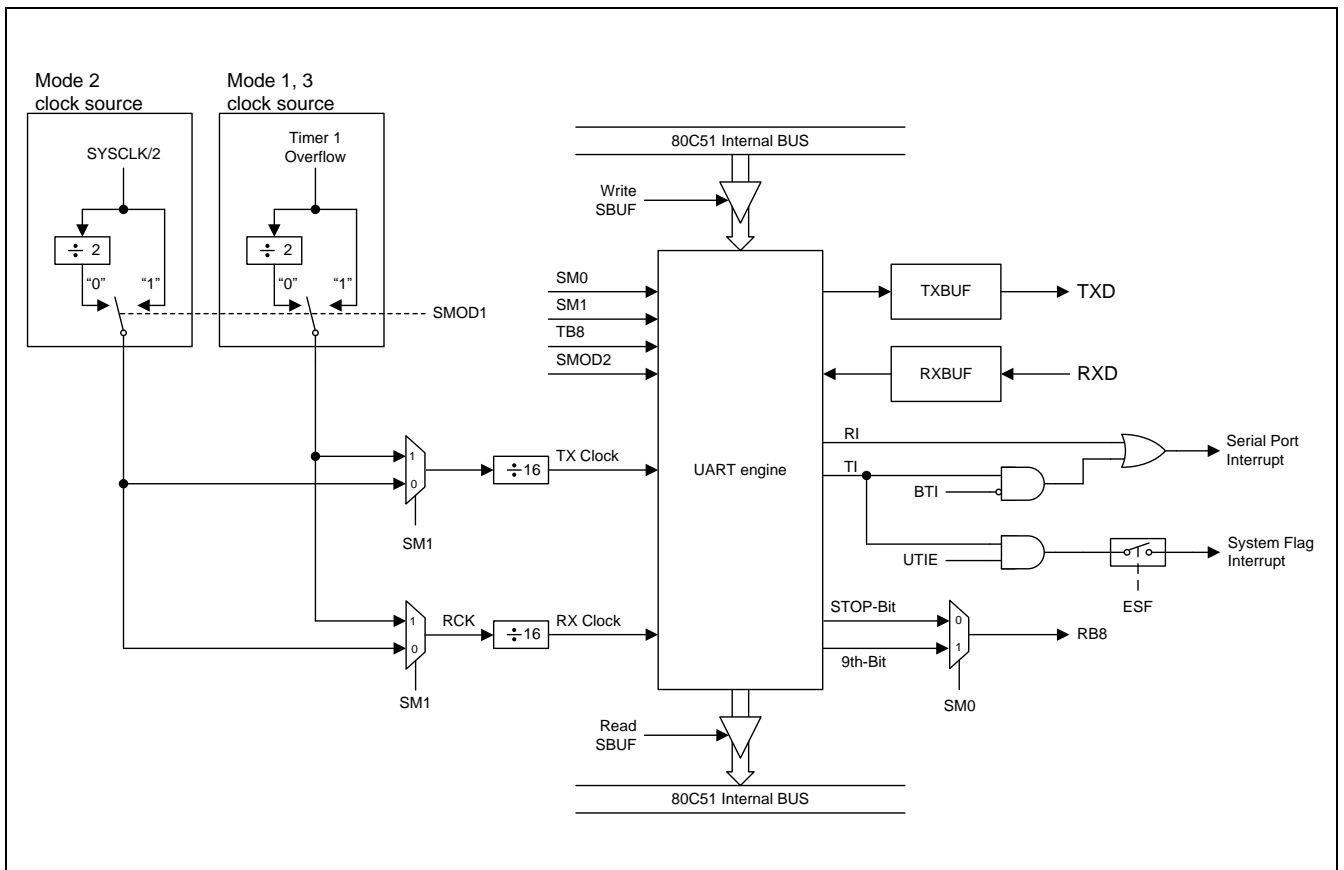 Mode 2
clock source
Mode 1, 3
clock source
SYSCLK/2
Timer 1
Overflow
÷ 2
÷ 2
“0”
“1”
“0”
“1”
SMOD1
80C51 Internal BUS
Write
SBUF
SM0
SM1
TB8
SMOD2
TXBUF
TXD
RXBUF
RXD
1
0
SM1
÷16
TX Clock
UART engine
RI
TI
BTI
Serial Port
Interrupt
UTIE
System Flag
Interrupt
ESF
1
0
SM1
RCK
÷16
RX Clock
STOP-Bit
9th-Bit
0
1
SM0
RB8
Read
SBUF
80C51 Internal BUS